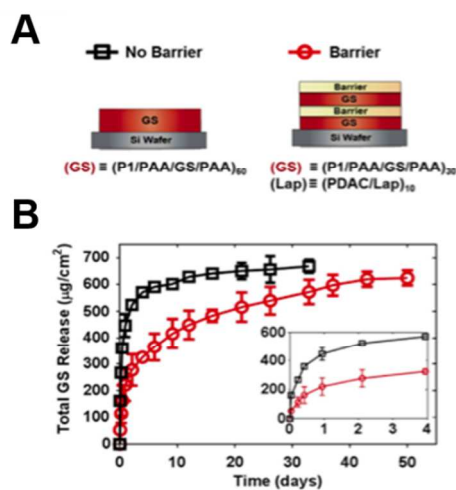 A
No Barrier
Barrier
GS
Si Wafer
Barrier
GS
Barrier
GS
Si Wafer
(GS) ≡ (P1/PAA/GS/PAA)₆₀
(GS) ≡ (P1/PAA/GS/PAA)₃₀
(Lap) ≡ (PDAC/Lap)₁₀
B
Total GS Release (μg/cm²)
700
600
500
400
300
200
100
0
600
400
200
0
0 1 2 3 4
0 10 20 30 40 50
Time (days)